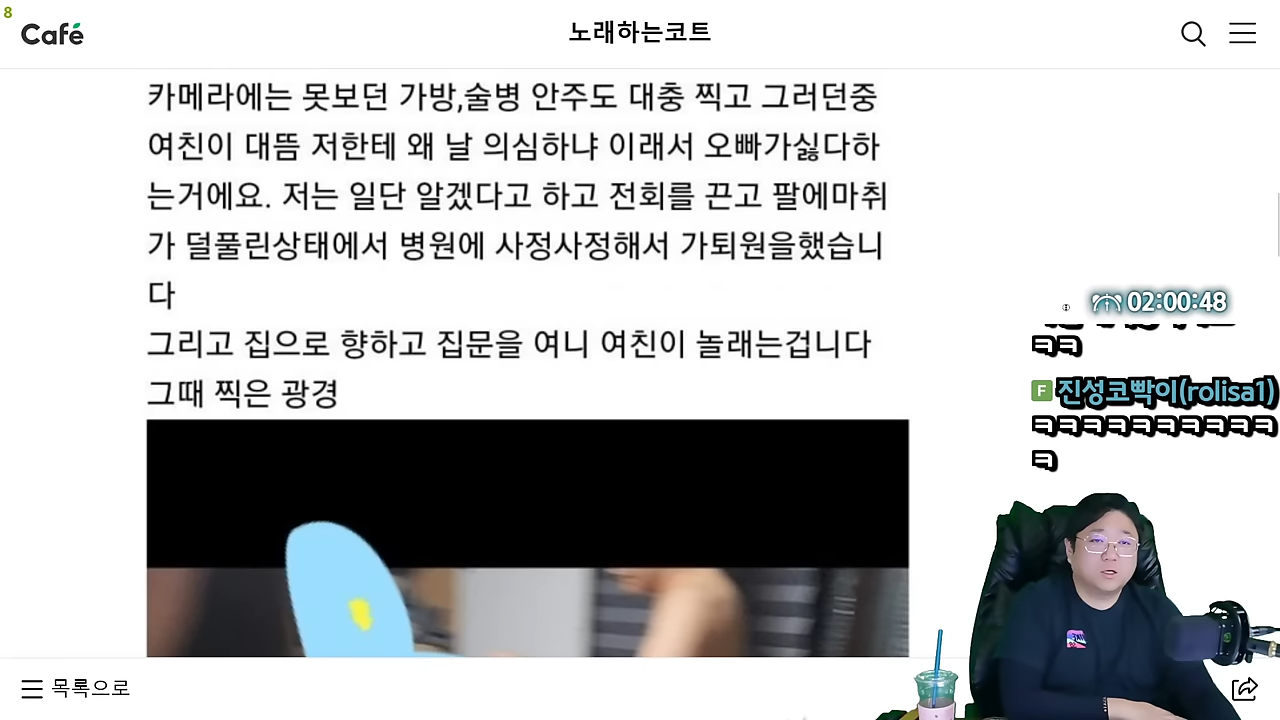 8
Café
노래하는코트
카메라에는 못보던 가방,술병 안주도 대충 찍고 그러던중
여친이 대뜸 저한테 왜 날 의심하냐 이래서 오빠가싫다하
는거에요. 저는 일단 알겠다고 하고 전회를 끈고 팔에마취
가 덜풀린상태에서 병원에 사정사정해서 가퇴원을했습니
다
그리고 집으로 향하고 집문을 여니 여친이 놀래는겁니다
그때 찍은 광경
02:00:48
ㅋㅋ
F 진성코빡이(rolisa1)
ㅋㅋㅋㅋㅋㅋㅋㅋㅋㅋ
ㅋ
목록으로